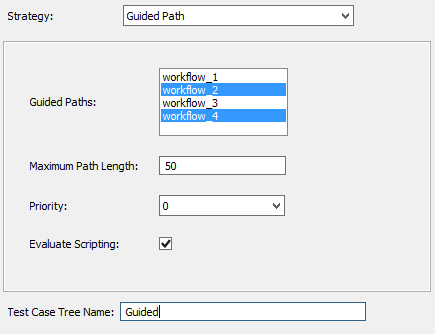 Strategy: Guided Path
Guided Paths:
workflow_1
workflow_2
workflow_3
workflow_4
Maximum Path Length: 50
Priority: 0
Evaluate Scripting:
Test Case Tree Name: Guided